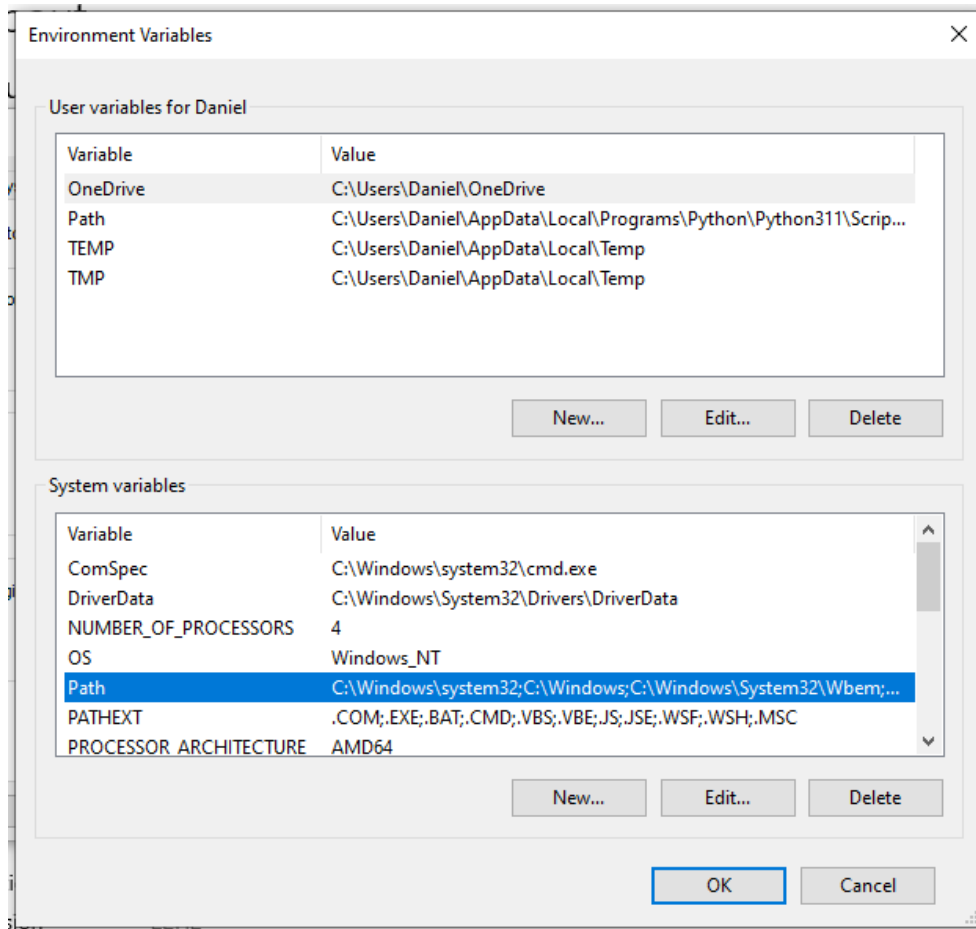 Environment Variables
User variables for Daniel
Variable Value
OneDrive C:\Users\Daniel\OneDrive
Path C:\Users\Daniel\AppData\Local\Programs\Python\Python311\Scrip...
TEMP C:\Users\Daniel\AppData\Local\Temp
TMP C:\Users\Daniel\AppData\Local\Temp
New... Edit... Delete
System variables
Variable Value
ComSpec C:\Windows\system32\cmd.exe
DriverData C:\Windows\System32\Drivers\DriverData
NUMBER_OF_PROCESSORS 4
OS Windows_NT
Path C:\Windows\system32;C:\Windows;C:\Windows\System32\Wbem;...
PATHEXT .COM;.EXE;.BAT;.CMD;.VBS;.VBE;.JS;.JSE;.WSF;.WSH;.MSC
PROCESSOR_ARCHITECTURE AMD64
New... Edit... Delete
OK Cancel